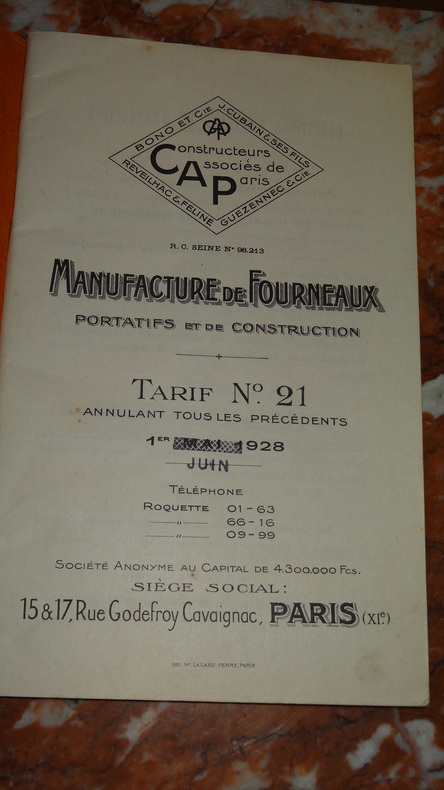 BONO ET CIE J. CUBAIN & SES FILS
CAP
Constructeurs
Associés de
Paris
REVEILHAC & FELINE GUEZENNEC & Cie
R. C. SEINE No 98.213
MANUFACTURE DE FOURNEAUX
PORTATIFS ET DE CONSTRUCTION
TARIF No. 21
ANNULANT TOUS LES PRÉCÉDENTS
1ER MAI 1928
JUIN
TÉLÉPHONE
ROQUETTE 01-63
—〃— 66-16
—〃— 09-99
SOCIÉTÉ ANONYME AU CAPITAL DE 4.300.000 FCS.
SIÈGE SOCIAL:
15 & 17, Rue Godefroy Cavaignac, PARIS (XIe)
IMP. W. PARIS